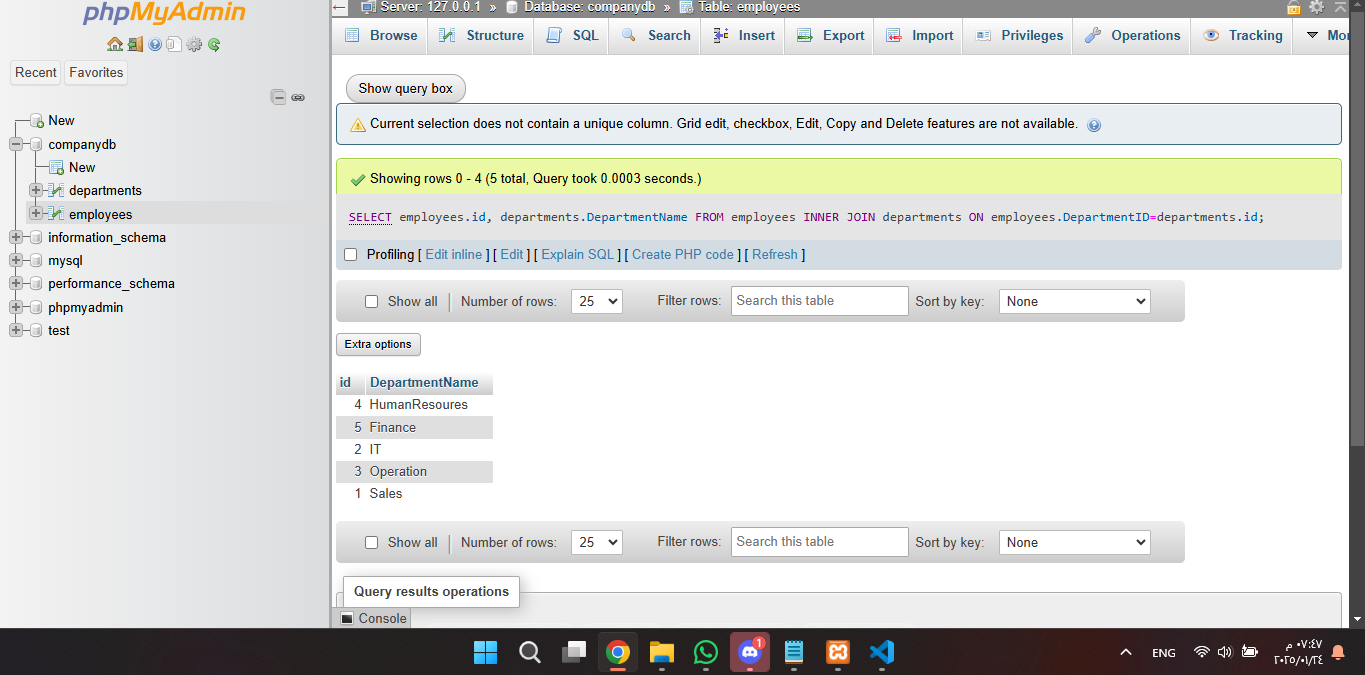 phpMyAdmin
Recent Favorites
New
companydb
New
departments
employees
information_schema
mysql
performance_schema
phpmyadmin
test
Server: 127.0.0.1 » Database: companydb » Table: employees
Browse Structure SQL Search Insert Export Import Privileges Operations Tracking Mor
Show query box
Current selection does not contain a unique column. Grid edit, checkbox, Edit, Copy and Delete features are not available.
Showing rows 0 - 4 (5 total, Query took 0.0003 seconds.)
SELECT employees.id, departments.DepartmentName FROM employees INNER JOIN departments ON employees.DepartmentID=departments.id;
Profiling [ Edit inline ] [ Edit ] [ Explain SQL ] [ Create PHP code ] [ Refresh ]
Show all | Number of rows: 25 Filter rows: Search this table Sort by key: None
Extra options
id DepartmentName
4 HumanResoures
5 Finance
2 IT
3 Operation
1 Sales
Show all | Number of rows: 25 Filter rows: Search this table Sort by key: None
Query results operations
Console
1
ENG
٠٧:٤٧ م
٢٠٢٥/٠١/٢٤